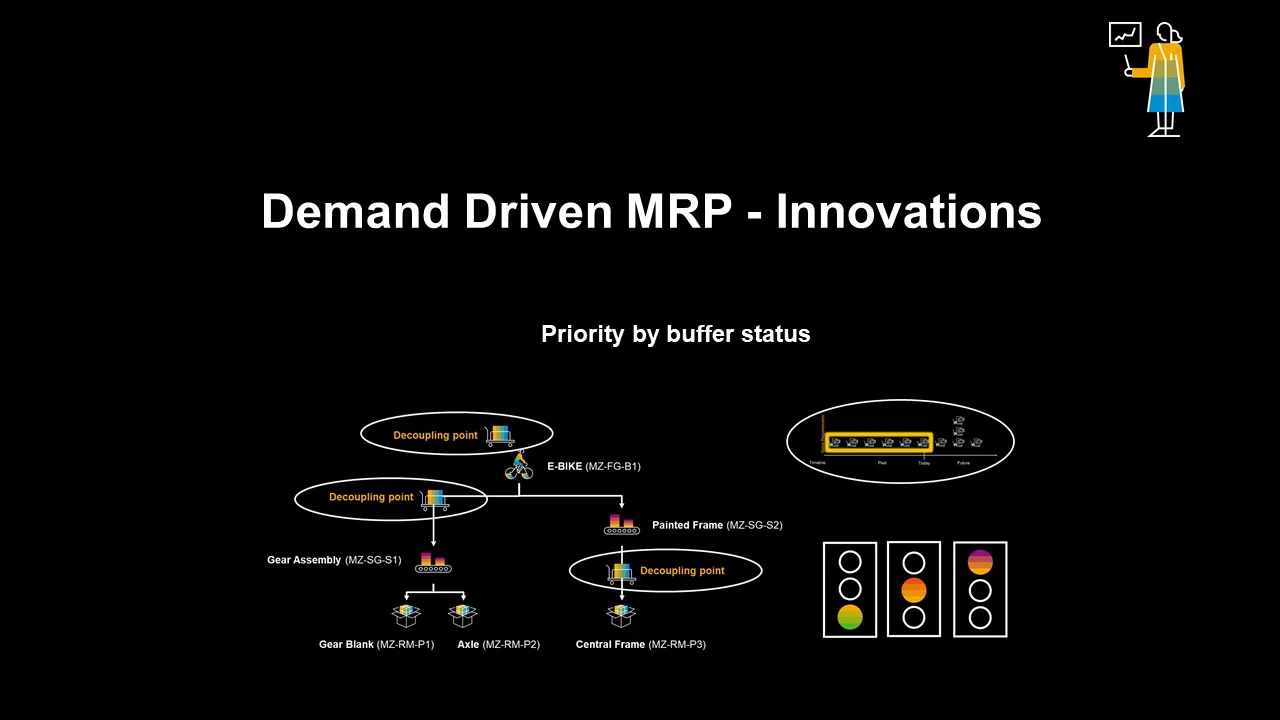 Demand Driven MRP - Innovations
Priority by buffer status
Decoupling point
E-BIKE (MZ-FG-B1)
Decoupling point
Painted Frame (MZ-SG-S2)
Gear Assembly (MZ-SG-S1)
Decoupling point
Gear Blank (MZ-RM-P1)
Axle (MZ-RM-P2)
Central Frame (MZ-RM-P3)
Timeline
Past
Today
Future